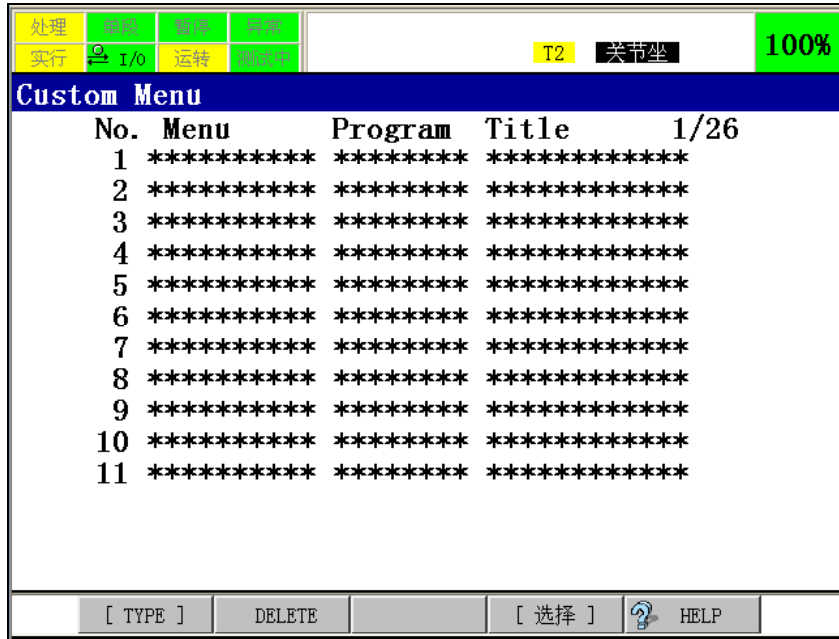 处理 单段 暂停 异常
实行 I/O 运转 测试中 T2 关节坐 100%
Custom Menu
No. Menu Program Title 1/26
1 ********** ******** ************
2 ********** ******** ************
3 ********** ******** ************
4 ********** ******** ************
5 ********** ******** ************
6 ********** ******** ************
7 ********** ******** ************
8 ********** ******** ************
9 ********** ******** ************
10 ********** ******** ************
11 ********** ******** ************
[ TYPE ] DELETE [ 选择 ] HELP